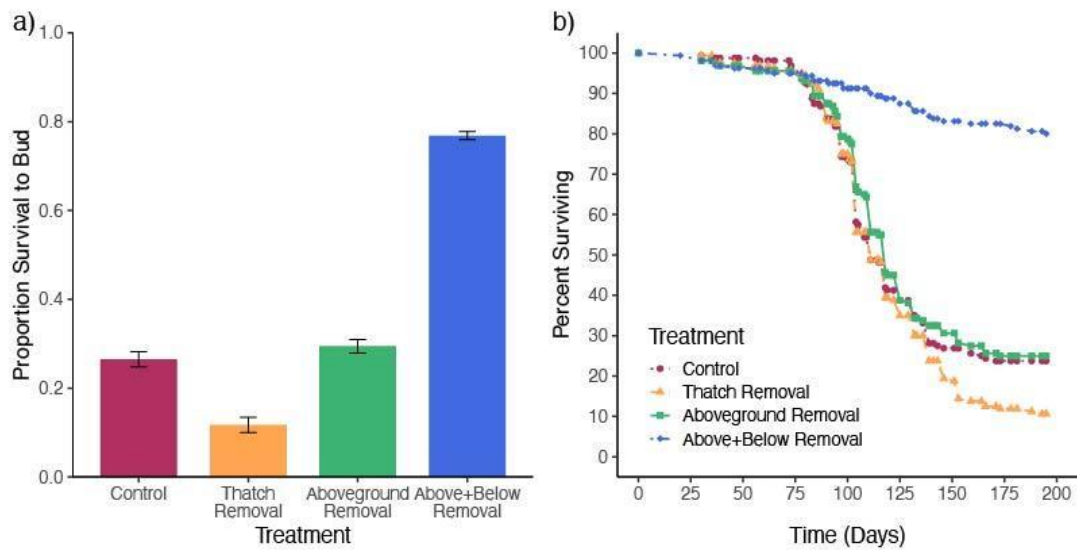 a)
Proportion Survival to Bud
1.0
0.8
0.6
0.4
0.2
0.0
Control
Thatch
Removal
Aboveground
Removal
Above+Below
Removal
Treatment
b)
Percent Surviving
100
90
80
70
60
50
40
30
20
10
0
Treatment
Control
Thatch Removal
Aboveground Removal
Above+Below Removal
0 25 50 75 100 125 150 175 200
Time (Days)